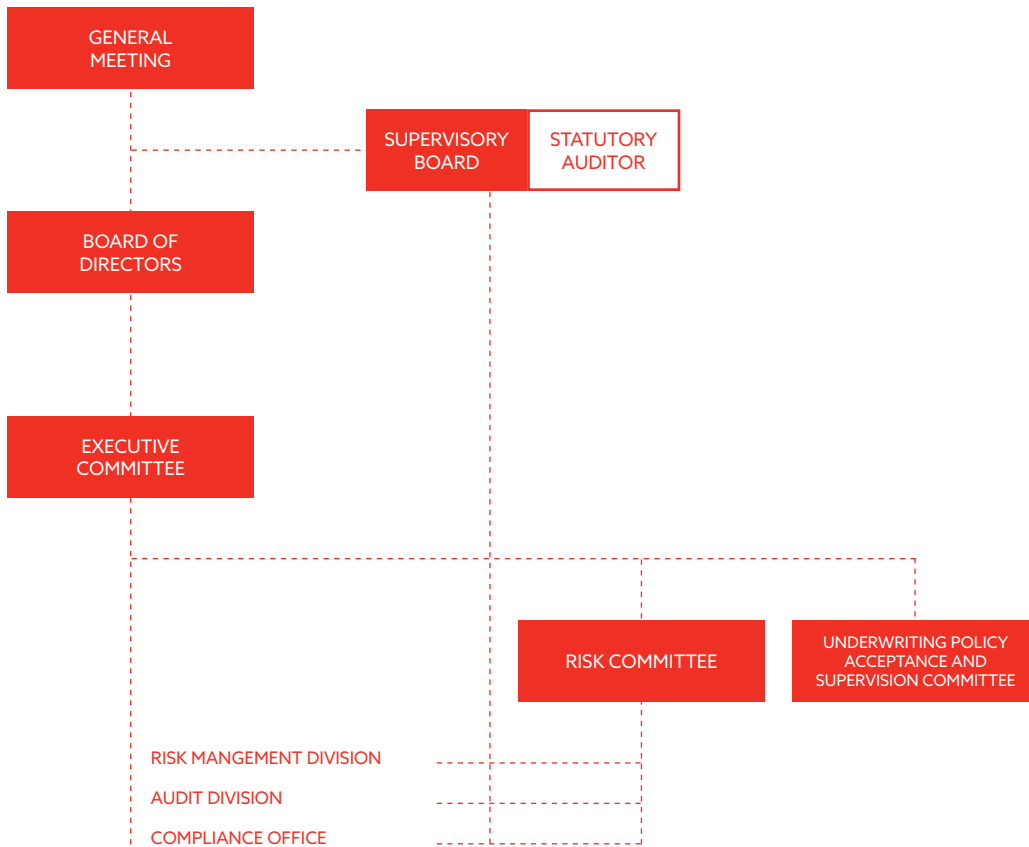 GENERAL
MEETING
SUPERVISORY
BOARD
STATUTORY
AUDITOR
BOARD OF
DIRECTORS
EXECUTIVE
COMMITTEE
RISK COMMITTEE
UNDERWRITING POLICY
ACCEPTANCE AND
SUPERVISION COMMITTEE
RISK MANGEMENT DIVISION
AUDIT DIVISION
COMPLIANCE OFFICE